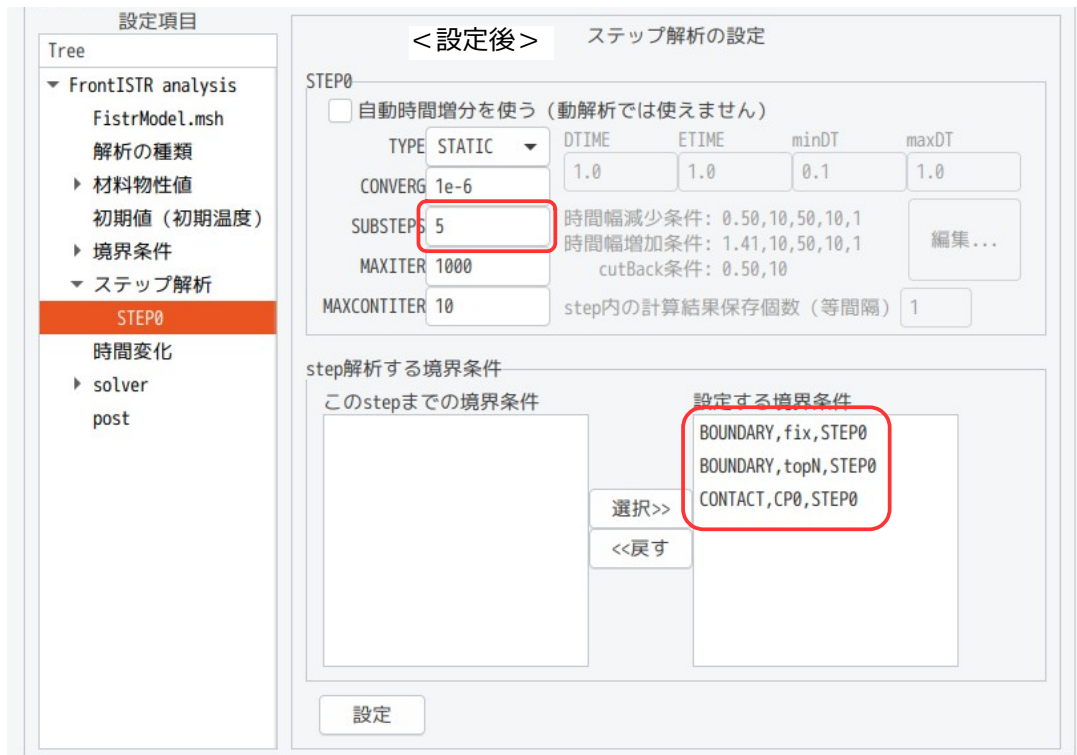 設定項目
Tree
FrontISTR analysis
FistrModel.msh
解析の種類
材料物性値
初期値（初期温度）
境界条件
ステップ解析
STEP0
時間変化
solver
post
＜設定後＞
ステップ解析の設定
STEP0
自動時間増分を使う（動解析では使えません）
TYPE STATIC
DTIME ETIME minDT maxDT
1.0 1.0 0.1 1.0
CONVERG 1e-6
SUBSTEPS 5
MAXITER 1000
MAXCONTITER 10
時間幅減少条件: 0.50,10,50,10,1
時間幅増加条件: 1.41,10,50,10,1
cutBack条件: 0.50,10
編集...
step内の計算結果保存個数（等間隔） 1
step解析する境界条件
このstepまでの境界条件
設定する境界条件
BOUNDARY,fix,STEP0
BOUNDARY,topN,STEP0
CONTACT,CP0,STEP0
選択>>
<<戻す
設定